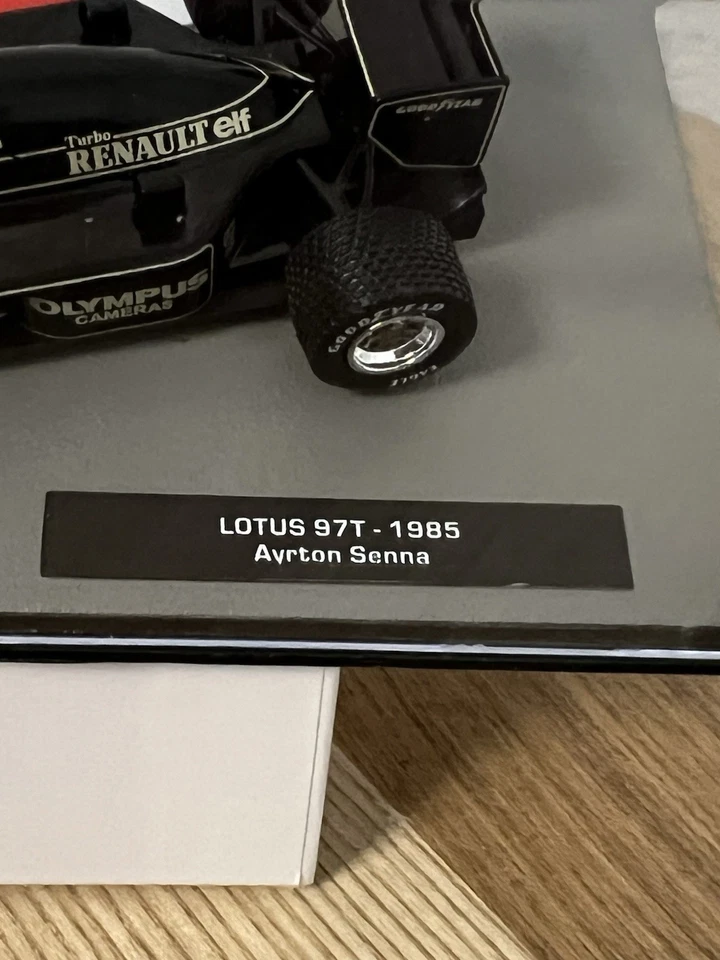 GOODYEAR
Turbo
RENAULT elf
OLYMPUS
CAMERAS
GOODYEAR
EAGLE
LOTUS 97T - 1985
Ayrton Senna